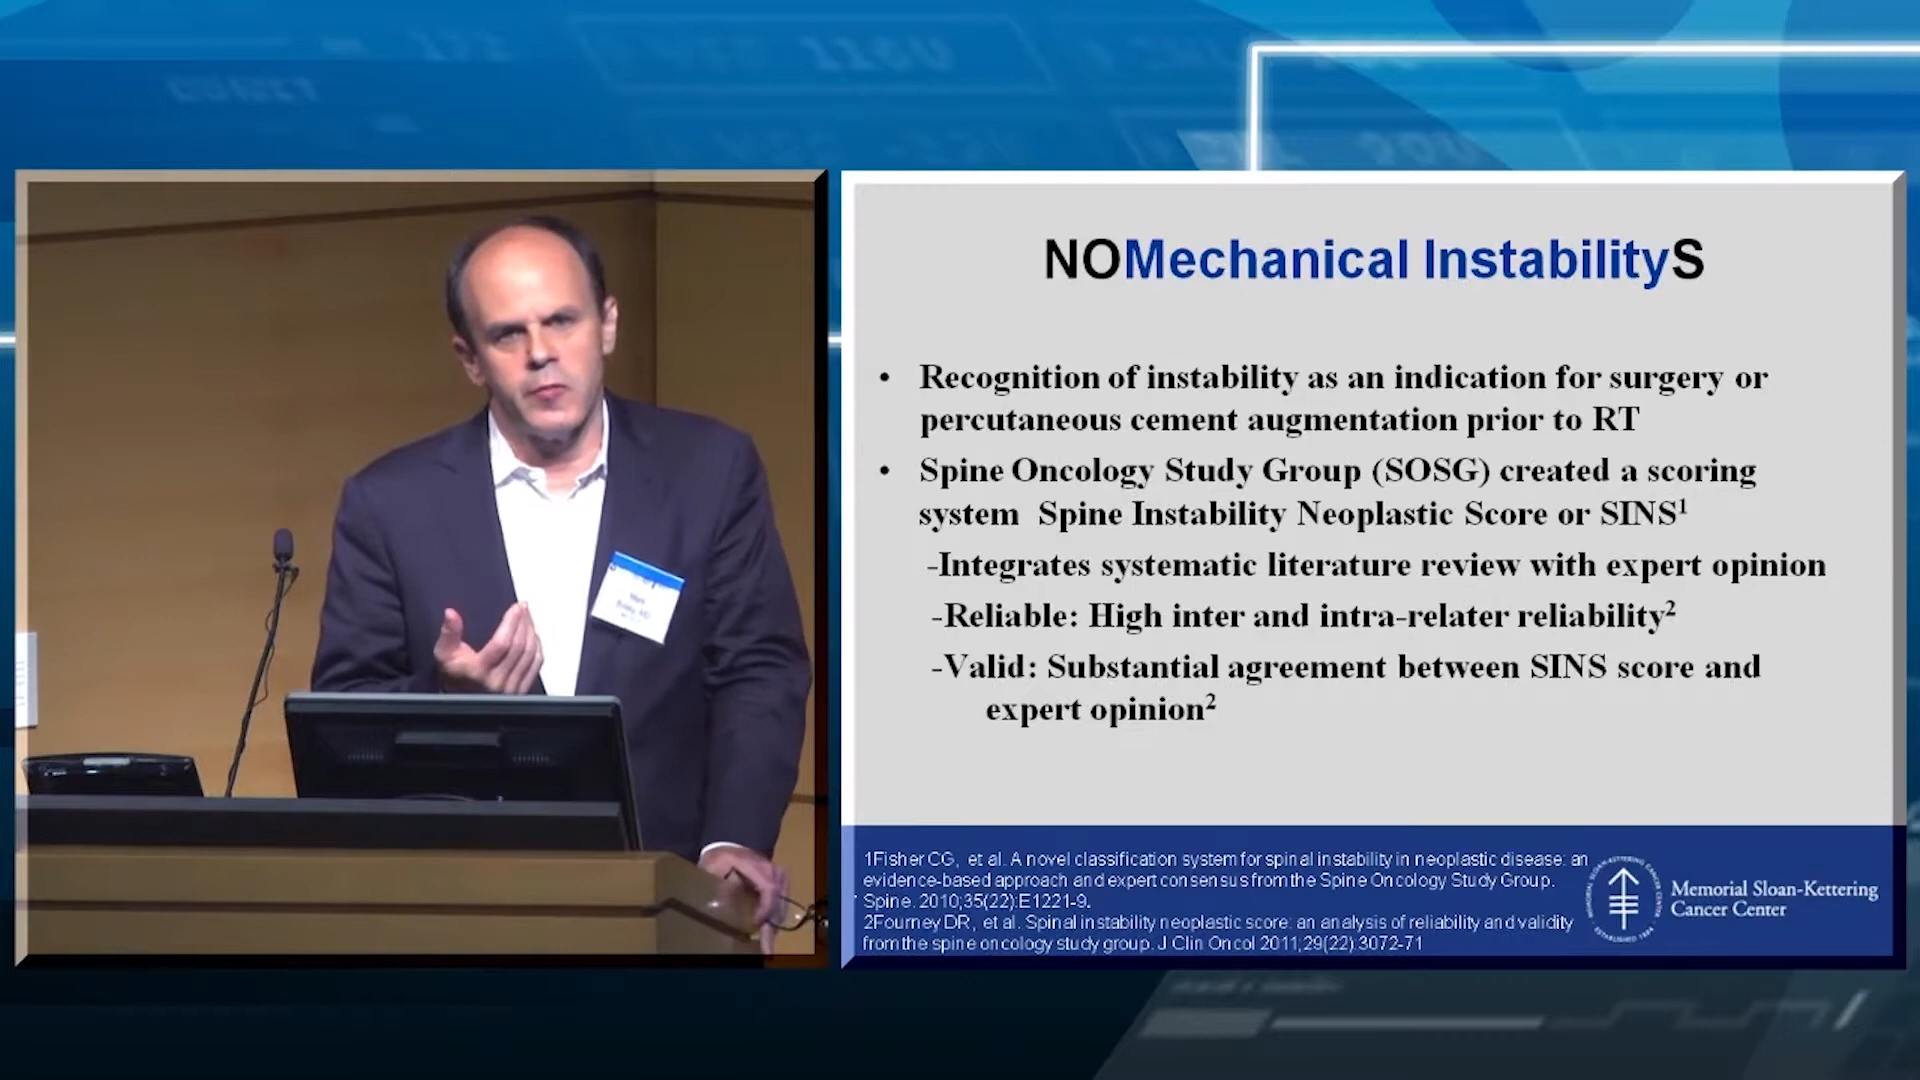 NOMechanical InstabilityS
• Recognition of instability as an indication for surgery or
percutaneous cement augmentation prior to RT
• Spine Oncology Study Group (SOSG) created a scoring
system Spine Instability Neoplastic Score or SINS1
-Integrates systematic literature review with expert opinion
-Reliable: High inter and intra-relater reliability2
-Valid: Substantial agreement between SINS score and
expert opinion2
1Fisher CG, et al. A novel classification system for spinal instability in neoplastic disease: an
evidence-based approach and expert consensus from the Spine Oncology Study Group.
Spine. 2010;35(22):E1221-9.
2Fourney DR, et al. Spinal instability neoplastic score: an analysis of reliability and validity
from the spine oncology study group. J Clin Oncol 2011;29(22):3072-71
Memorial Sloan-Kettering
Cancer Center